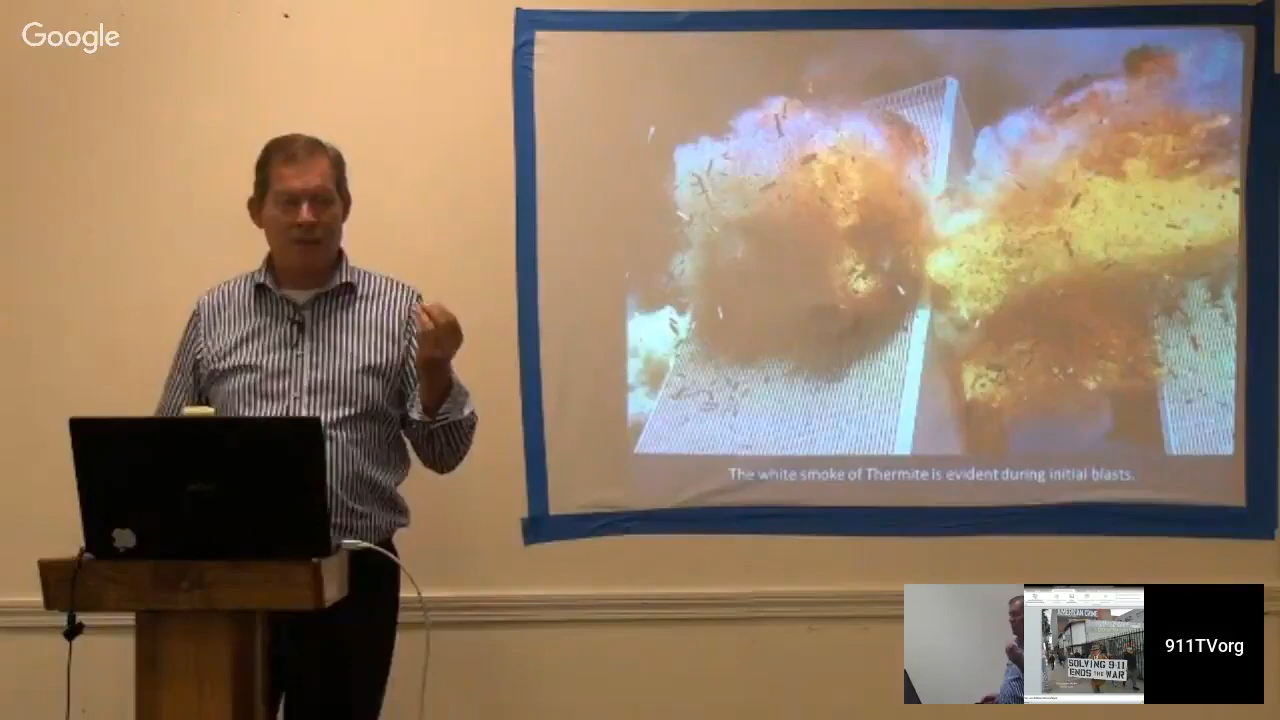 Google
The white smoke of Thermite is evident during initial blasts.
AMERICAN CRIME
SOLVING 9-11
ENDS THE WAR
911TVorg